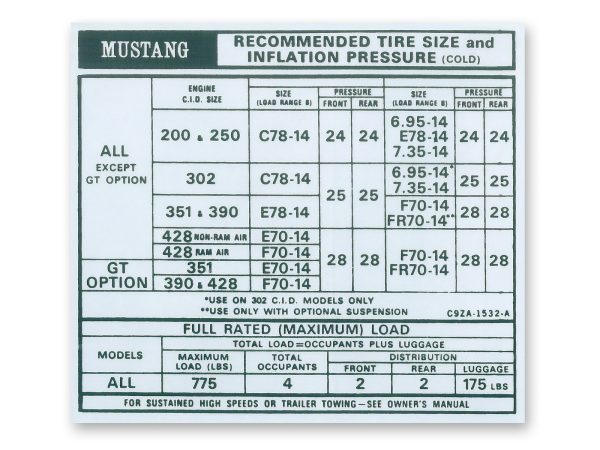 MUSTANG
RECOMMENDED TIRE SIZE and
INFLATION PRESSURE (COLD)
ENGINE C.I.D. SIZE
SIZE (LOAD RANGE B)
PRESSURE
FRONT REAR
SIZE (LOAD RANGE B)
PRESSURE
FRONT REAR
ALL
EXCEPT
GT OPTION
200 & 250 C78-14 24 24
6.95-14
E78-14
7.35-14
24 24
302 C78-14
25 25
6.95-14*
7.35-14
25 25
351 & 390 E78-14
F70-14
FR70-14**
28 28
428 NON-RAM AIR E70-14
428 RAM AIR F70-14
GT
OPTION
351 E70-14
390 & 428 F70-14
28 28
F70-14
FR70-14
28 28
*USE ON 302 C.I.D. MODELS ONLY
**USE ONLY WITH OPTIONAL SUSPENSION C9ZA-1532-A
FULL RATED (MAXIMUM) LOAD
MODELS
TOTAL LOAD=OCCUPANTS PLUS LUGGAGE
MAXIMUM
LOAD (LBS)
TOTAL
OCCUPANTS
DISTRIBUTION
FRONT REAR LUGGAGE
ALL 775 4 2 2 175 LBS
FOR SUSTAINED HIGH SPEEDS OR TRAILER TOWING—SEE OWNER'S MANUAL